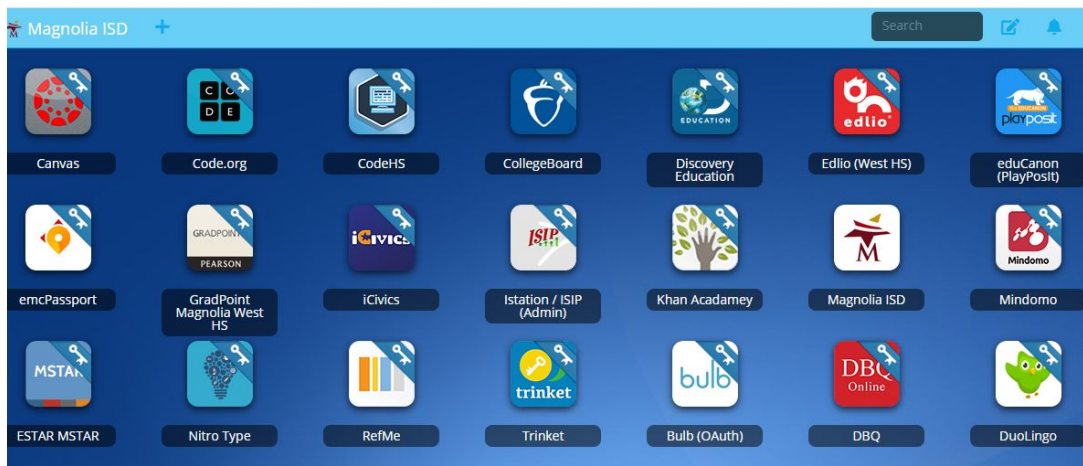 Magnolia ISD +
Search
C O
D E
EDUCATION
edlio
playposit
Canvas
Code.org
CodeHS
CollegeBoard
Discovery
Education
Edlio (West HS)
eduCanon
(PlayPosIt)
GRADPOIN
PEARSON
iCIVICS
ISIP
M
Mindomo
emcPassport
GradPoint
Magnolia West
HS
iCivics
Istation / ISIP
(Admin)
Khan Acadamey
Magnolia ISD
Mindomo
MSTAR
trinket
bulb
DBQ
Online
ESTAR MSTAR
Nitro Type
RefMe
Trinket
Bulb (OAuth)
DBQ
DuoLingo